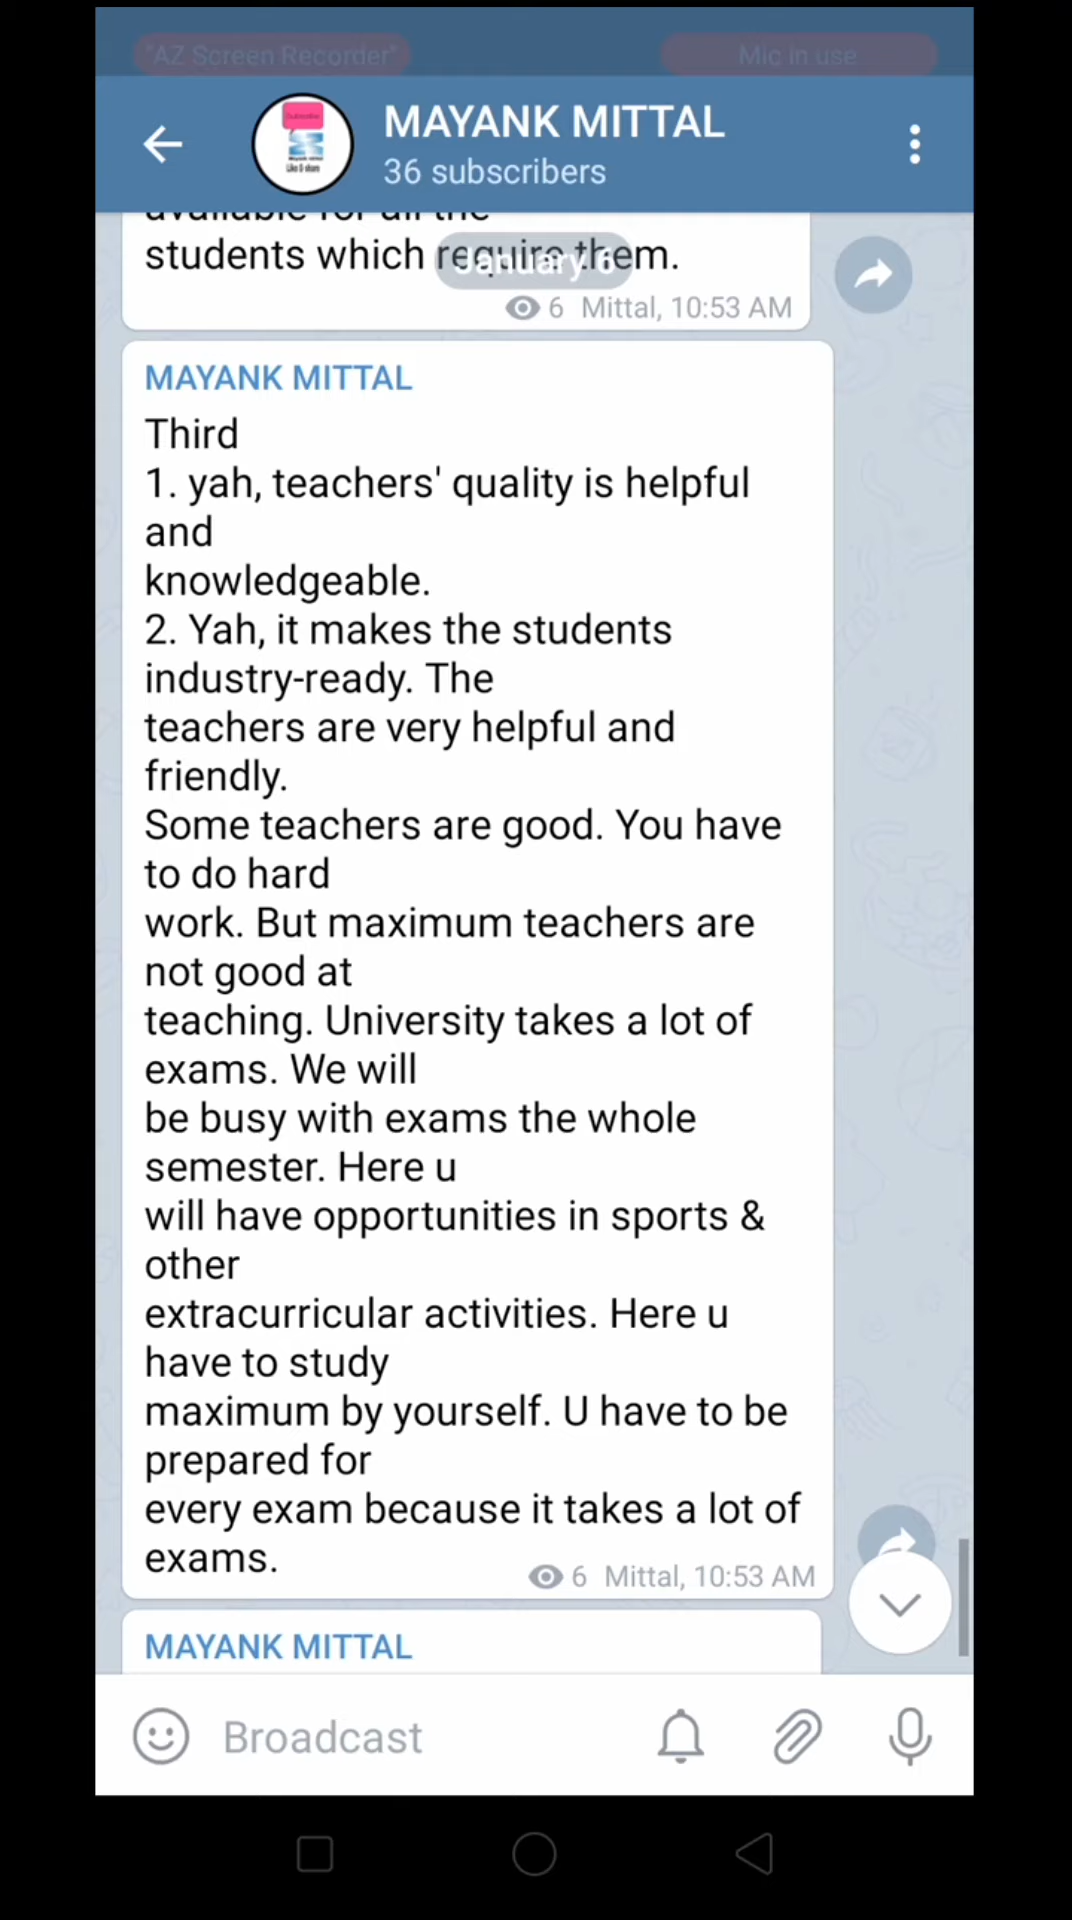 "AZ Screen Recorder"
Mic in use
MAYANK MITTAL
36 subscribers
available for all the
students which require them.
January 6
6 Mittal, 10:53 AM
MAYANK MITTAL
Third
1. yah, teachers' quality is helpful
and
knowledgeable.
2. Yah, it makes the students
industry-ready. The
teachers are very helpful and
friendly.
Some teachers are good. You have
to do hard
work. But maximum teachers are
not good at
teaching. University takes a lot of
exams. We will
be busy with exams the whole
semester. Here u
will have opportunities in sports &
other
extracurricular activities. Here u
have to study
maximum by yourself. U have to be
prepared for
every exam because it takes a lot of
exams.
6 Mittal, 10:53 AM
MAYANK MITTAL
Broadcast